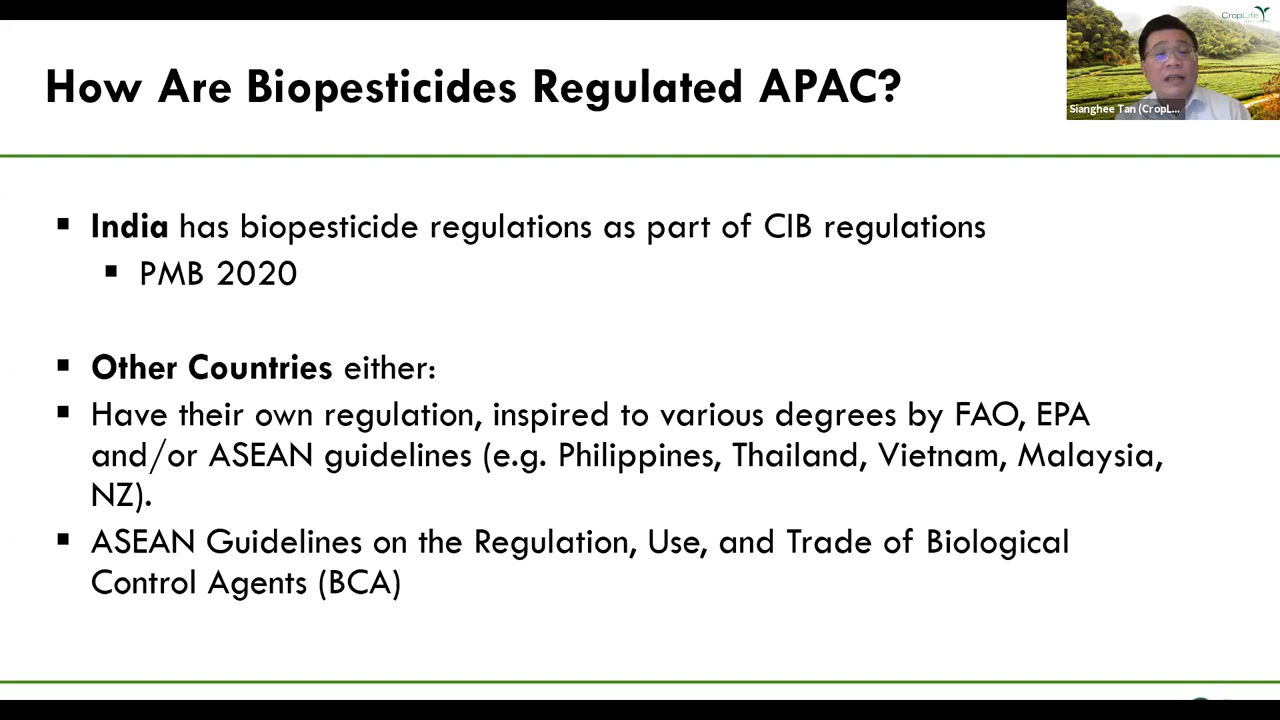 How Are Biopesticides Regulated APAC?
CropLife
Sianghee Tan (CropL...
▪ India has biopesticide regulations as part of CIB regulations
▪ PMB 2020
▪ Other Countries either:
▪ Have their own regulation, inspired to various degrees by FAO, EPA
and/or ASEAN guidelines (e.g. Philippines, Thailand, Vietnam, Malaysia,
NZ).
▪ ASEAN Guidelines on the Regulation, Use, and Trade of Biological
Control Agents (BCA)